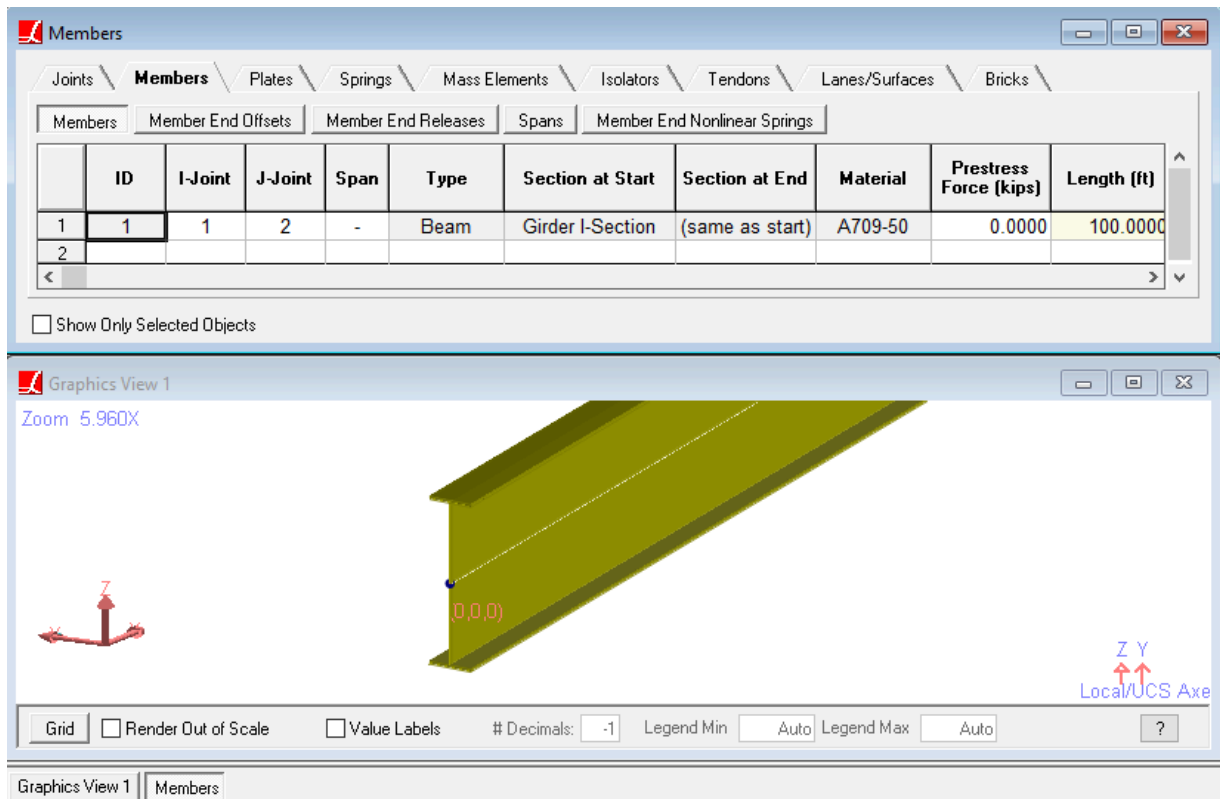 Members
Joints Members Plates Springs Mass Elements Isolators Tendons Lanes/Surfaces Bricks
Members Member End Offsets Member End Releases Spans Member End Nonlinear Springs
ID I-Joint J-Joint Span Type Section at Start Section at End Material Prestress Force (kips) Length (ft)
1 1 1 2 - Beam Girder I-Section (same as start) A709-50 0.0000 100.0000
2
Show Only Selected Objects
Graphics View 1
Zoom 5.960X
Z
(0,0,0)
Z Y
Local/UCS Axe
Grid Render Out of Scale Value Labels # Decimals: -1 Legend Min Auto Legend Max Auto ?
Graphics View 1 Members